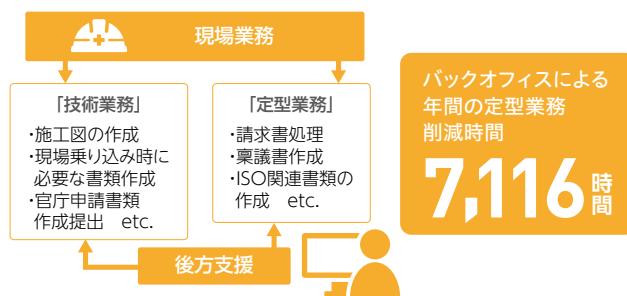 現場業務
「技術業務」
・施工図の作成
・現場乗り込み時に
必要な書類作成
・官庁申請書類
作成提出 etc.
「定型業務」
・請求書処理
・稟議書作成
・ISO関連書類の
作成 etc.
後方支援
バックオフィスによる
年間の定型業務
削減時間
7,116時間